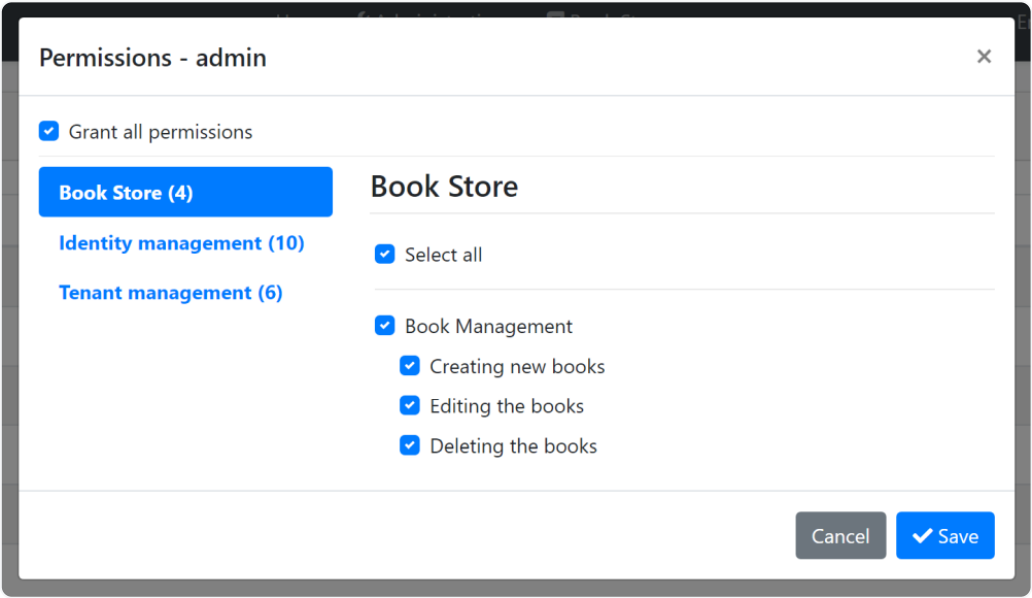 Permissions - admin
×
Grant all permissions
Book Store (4)
Identity management (10)
Tenant management (6)
Book Store
Select all
Book Management
Creating new books
Editing the books
Deleting the books
Cancel
Save